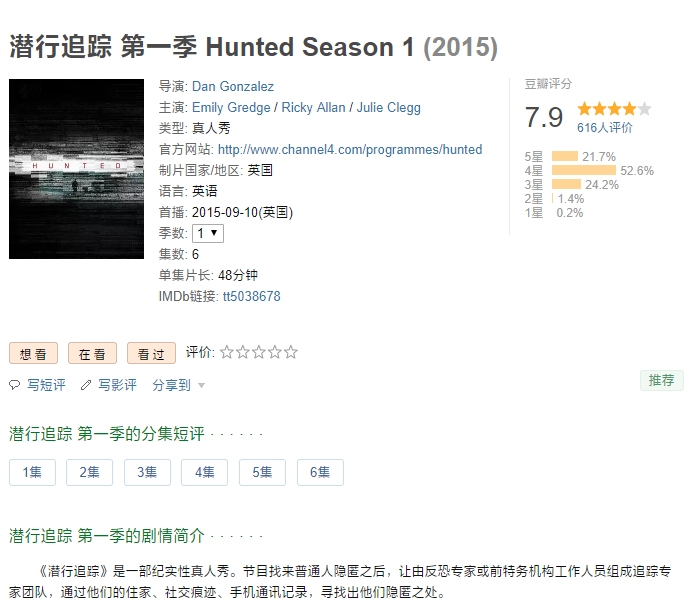 潜行追踪 第一季 Hunted Season 1 (2015)
HUNTED
导演: Dan Gonzalez
主演: Emily Gredge / Ricky Allan / Julie Clegg
类型: 真人秀
官方网站: http://www.channel4.com/programmes/hunted
制片国家/地区: 英国
语言: 英语
首播: 2015-09-10(英国)
季数: 1
集数: 6
单集片长: 48分钟
IMDb链接: tt5038678
豆瓣评分
7.9
616人评价
5星 21.7%
4星 52.6%
3星 24.2%
2星 1.4%
1星 0.2%
想看 在看 看过 评价:
写短评 写影评 分享到
推荐
潜行追踪 第一季的分集短评 · · · · · ·
1集 2集 3集 4集 5集 6集
潜行追踪 第一季的剧情简介 · · · · · ·
《潜行追踪》是一部纪实性真人秀。节目找来普通人隐匿之后，让由反恐专家或前特务机构工作人员组成追踪专
家团队，通过他们的住家、社交痕迹、手机通讯记录，寻找出他们隐匿之处。